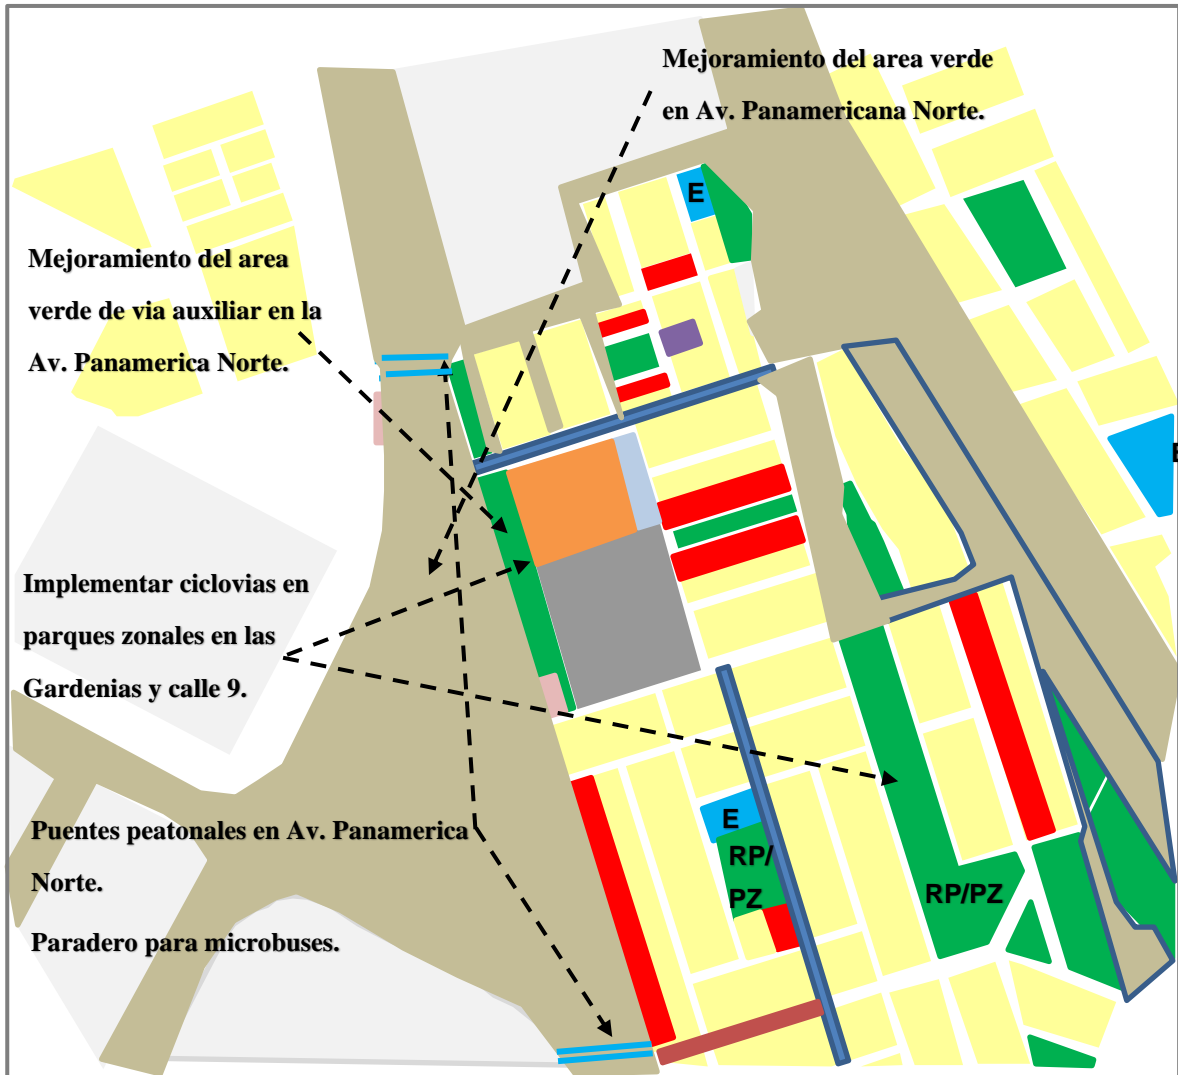 Mejoramiento del area verde
en Av. Panamericana Norte.
E
Mejoramiento del area
verde de via auxiliar en la
Av. Panamerica Norte.
E
Implementar ciclovias en
parques zonales en las
Gardenias y calle 9.
Puentes peatonales en Av. Panamerica
Norte.
Paradero para microbuses.
E
RP/
PZ
RP/PZ